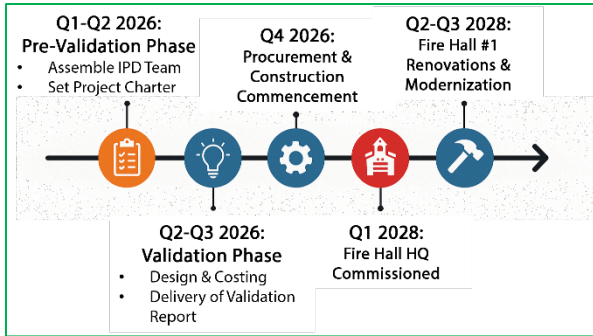 Q1-Q2 2026:
Pre-Validation Phase
• Assemble IPD Team
• Set Project Charter
Q2-Q3 2026:
Validation Phase
• Design & Costing
• Delivery of Validation
Report
Q4 2026:
Procurement &
Construction
Commencement
Q1 2028:
Fire Hall HQ
Commissioned
Q2-Q3 2028:
Fire Hall #1
Renovations &
Modernization